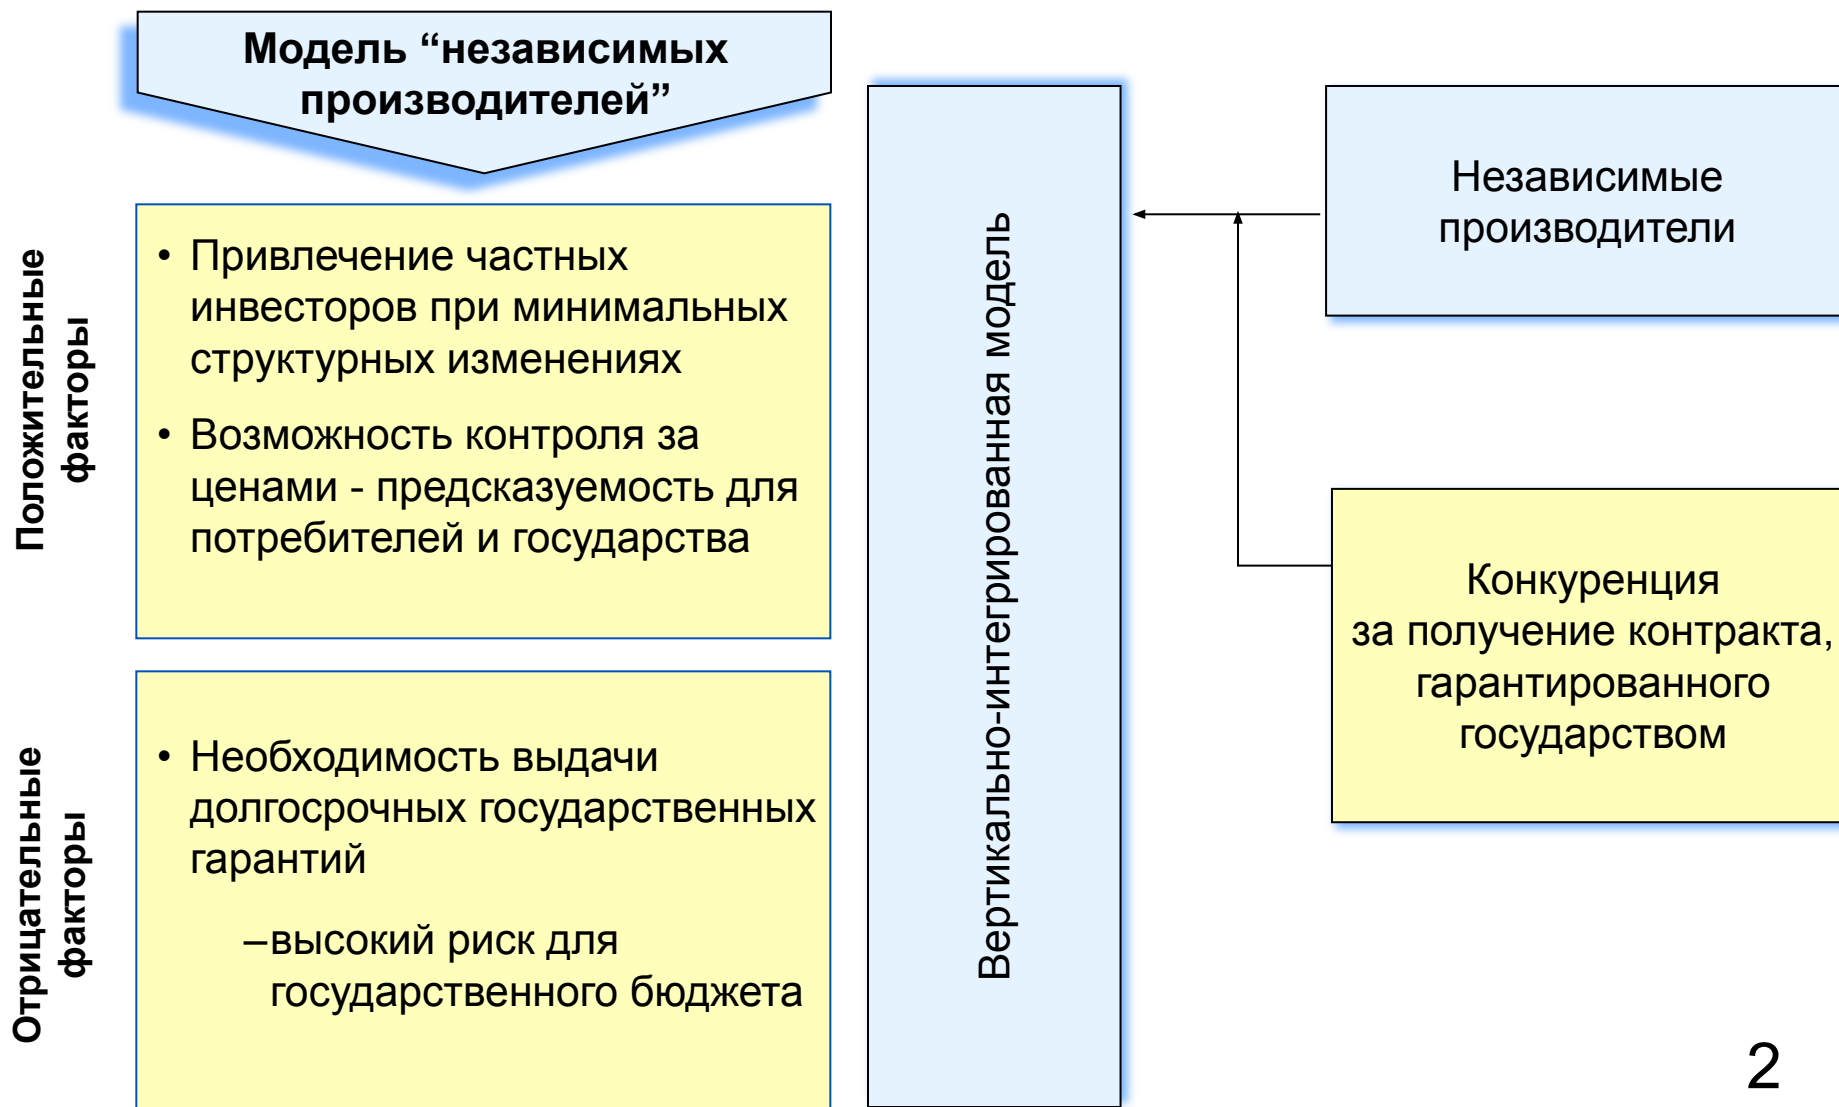 Модель “независимых
производителей”
Положительные
факторы
• Привлечение частных
инвесторов при минимальных
структурных изменениях
• Возможность контроля за
ценами - предсказуемость для
потребителей и государства
Отрицательные
факторы
• Необходимость выдачи
долгосрочных государственных
гарантий
–высокий риск для
государственного бюджета
Вертикально-интегрированная модель
Независимые
производители
Конкуренция
за получение контракта,
гарантированного
государством
2